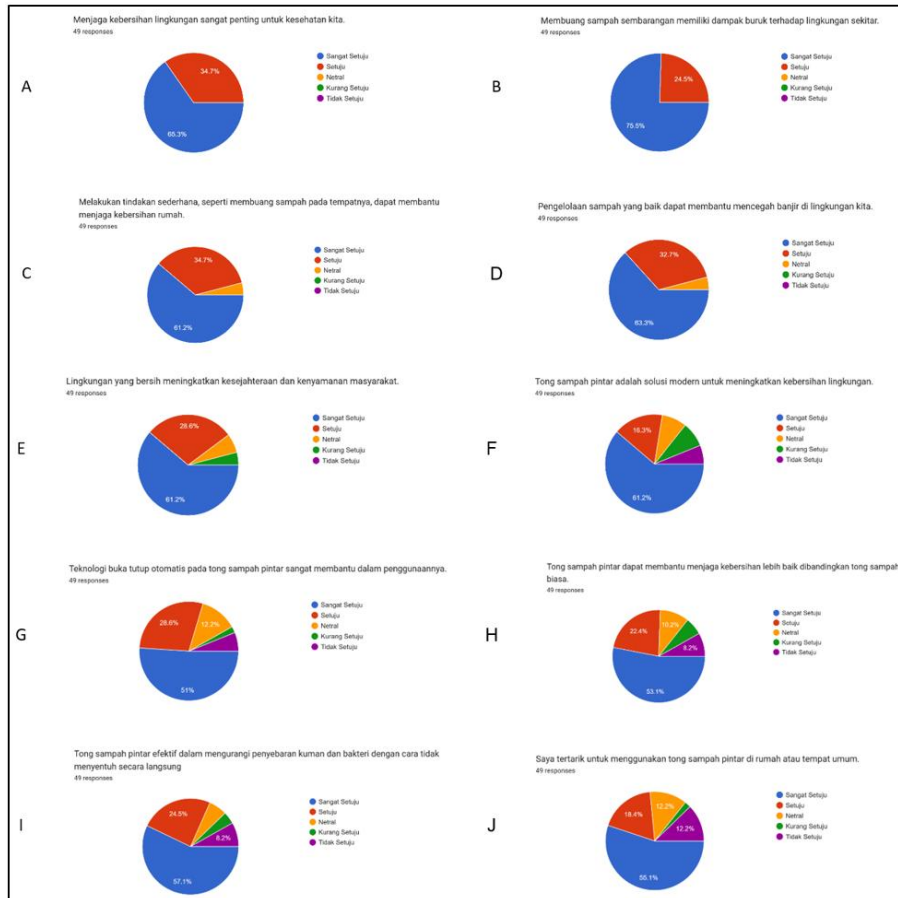 Menjaga kebersihan lingkungan sangat penting untuk kesehatan kita.
49 responses
A
34.7%
65.3%
Sangat Setuju
Setuju
Netral
Kurang Setuju
Tidak Setuju
Membuang sampah sembarangan memiliki dampak buruk terhadap lingkungan sekitar.
49 responses
B
24.5%
75.5%
Sangat Setuju
Setuju
Netral
Kurang Setuju
Tidak Setuju
Melakukan tindakan sederhana, seperti membuang sampah pada tempatnya, dapat membantu
menjaga kebersihan rumah.
49 responses
C
34.7%
61.2%
Sangat Setuju
Setuju
Netral
Kurang Setuju
Tidak Setuju
Pengelolaan sampah yang baik dapat membantu mencegah banjir di lingkungan kita.
49 responses
D
32.7%
63.3%
Sangat Setuju
Setuju
Netral
Kurang Setuju
Tidak Setuju
Lingkungan yang bersih meningkatkan kesejahteraan dan kenyamanan masyarakat.
49 responses
E
28.6%
61.2%
Sangat Setuju
Setuju
Netral
Kurang Setuju
Tidak Setuju
Tong sampah pintar adalah solusi modern untuk meningkatkan kebersihan lingkungan.
49 responses
F
16.3%
61.2%
Sangat Setuju
Setuju
Netral
Kurang Setuju
Tidak Setuju
Teknologi buka tutup otomatis pada tong sampah pintar sangat membantu dalam penggunaannya.
49 responses
G
28.6%
12.2%
51%
Sangat Setuju
Setuju
Netral
Kurang Setuju
Tidak Setuju
Tong sampah pintar dapat membantu menjaga kebersihan lebih baik dibandingkan tong sampah
biasa.
49 responses
H
22.4%
10.2%
8.2%
53.1%
Sangat Setuju
Setuju
Netral
Kurang Setuju
Tidak Setuju
Tong sampah pintar efektif dalam mengurangi penyebaran kuman dan bakteri dengan cara tidak
menyentuh secara langsung
49 responses
I
24.5%
8.2%
57.1%
Sangat Setuju
Setuju
Netral
Kurang Setuju
Tidak Setuju
Saya tertarik untuk menggunakan tong sampah pintar di rumah atau tempat umum.
49 responses
J
18.4%
12.2%
12.2%
55.1%
Sangat Setuju
Setuju
Netral
Kurang Setuju
Tidak Setuju